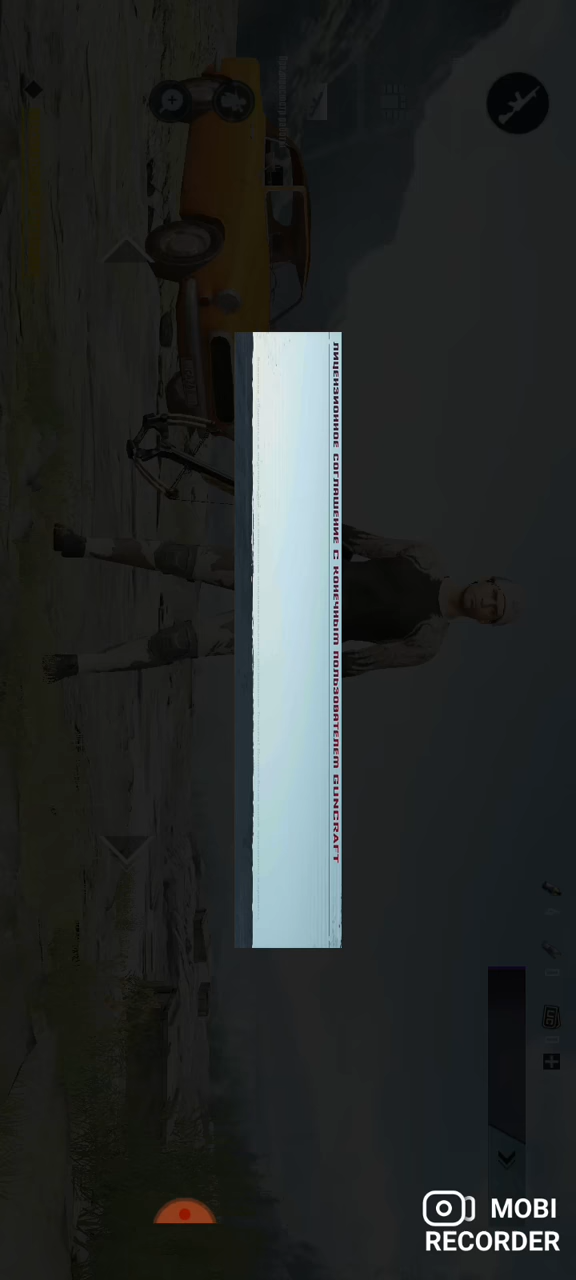 ЛИЦЕНЗИОННОЕ СОГЛАШЕНИЕ С КОНЕЧНЫМ ПОЛЬЗОВАТЕЛЕМ GUNCRAFT
MOBI
RECORDER